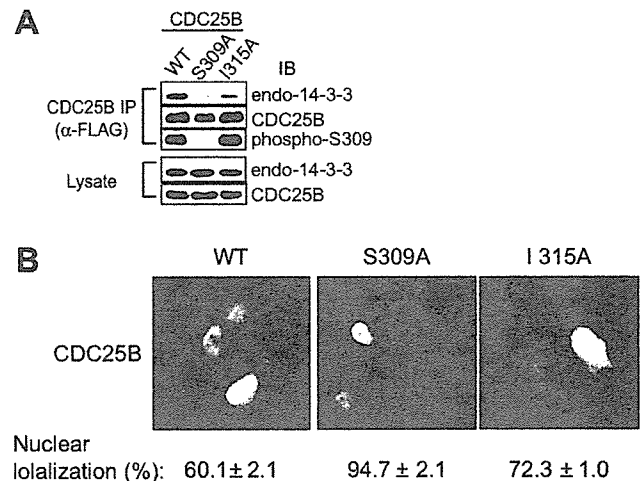 A
CDC25B
WT S309A I315A IB
CDC25B IP
(α-FLAG)
endo-14-3-3
CDC25B
phospho-S309
Lysate
endo-14-3-3
CDC25B
B
WT S309A I 315A
CDC25B
Nuclear
lolalization (%): 60.1± 2.1 94.7 ± 2.1 72.3 ± 1.0